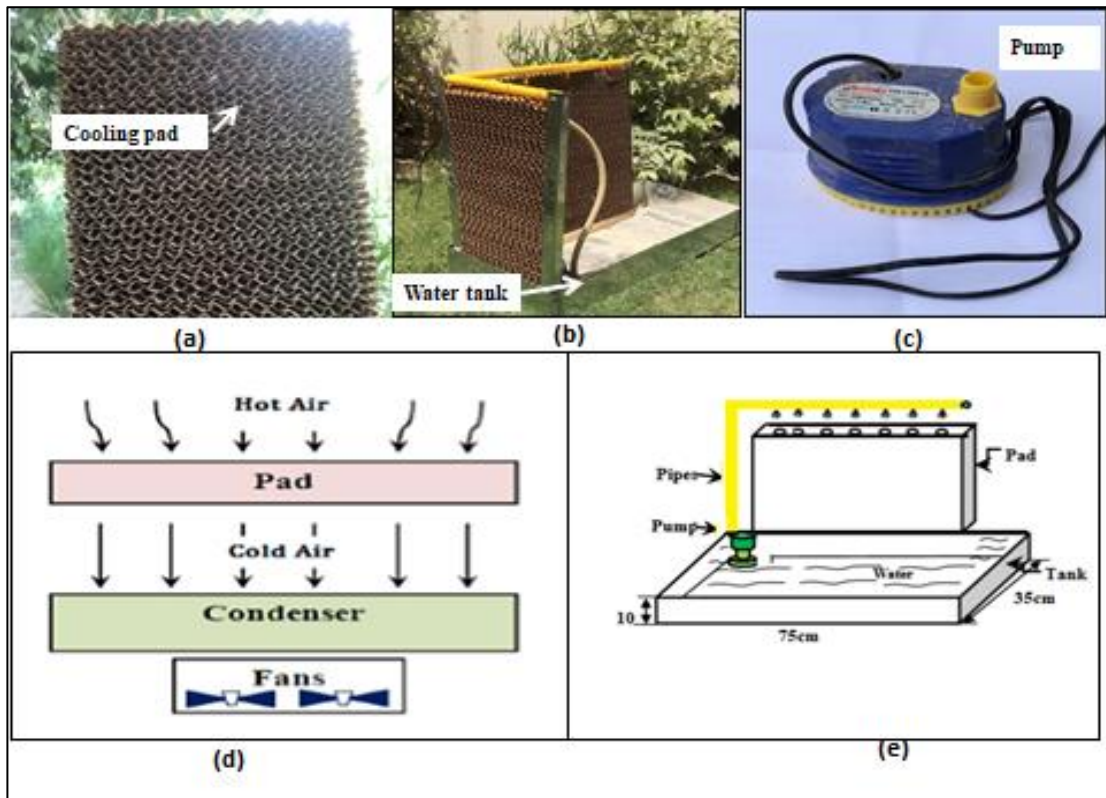 Cooling pad
(a)
Water tank
(b)
Pump
(c)
Hot Air
Pad
Cold Air
Condenser
Fans
(d)
Pipe
Pad
Pump
Water
Tank
35cm
10
75cm
(e)